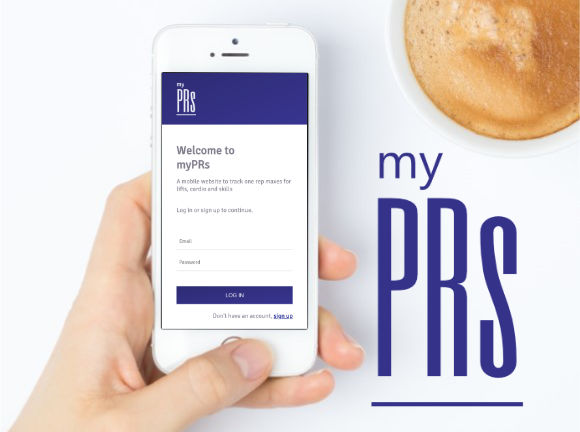 my
PRs
Welcome to
myPRs
A mobile website to track one rep maxes for
lifts, cardio and skills
Log in or sign up to continue.
Email
Password
LOG IN
Don't have an account, sign up
my
PRs